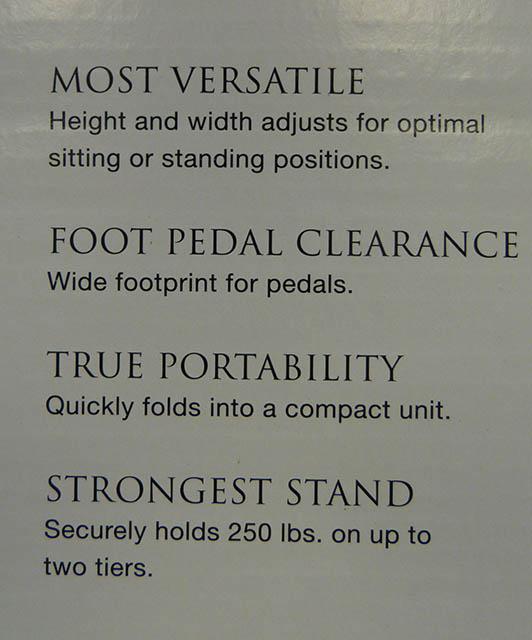 MOST VERSATILE
Height and width adjusts for optimal
sitting or standing positions.
FOOT PEDAL CLEARANCE
Wide footprint for pedals.
TRUE PORTABILITY
Quickly folds into a compact unit.
STRONGEST STAND
Securely holds 250 lbs. on up to
two tiers.